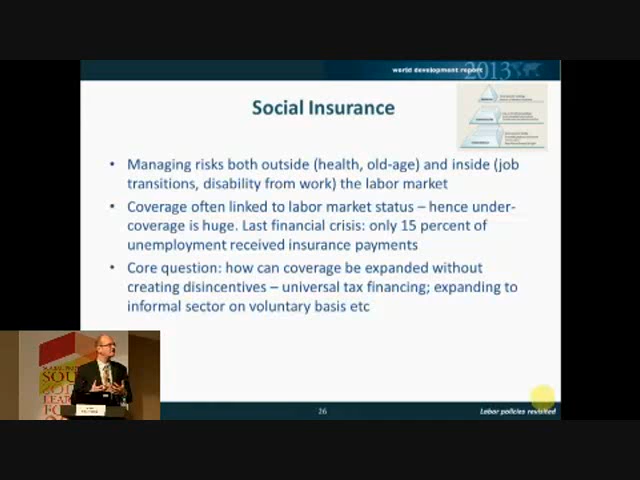 world development report 2013
Social Insurance
• Managing risks both outside (health, old-age) and inside (job
transitions, disability from work) the labor market
• Coverage often linked to labor market status – hence under-
coverage is huge. Last financial crisis: only 15 percent of
unemployment received insurance payments
• Core question: how can coverage be expanded without
creating disincentives – universal tax financing; expanding to
informal sector on voluntary basis etc
26
Labor policies revisited